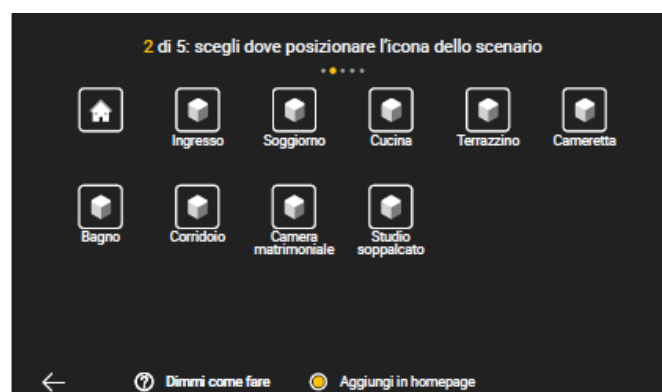 2 di 5: scegli dove posizionare l'icona dello scenario
Ingresso Soggiorno Cucina Terrazzino Cameretta
Bagno Corridoio Camera matrimoniale Studio soppalcato
? Dimmi come fare Aggiungi in homepage